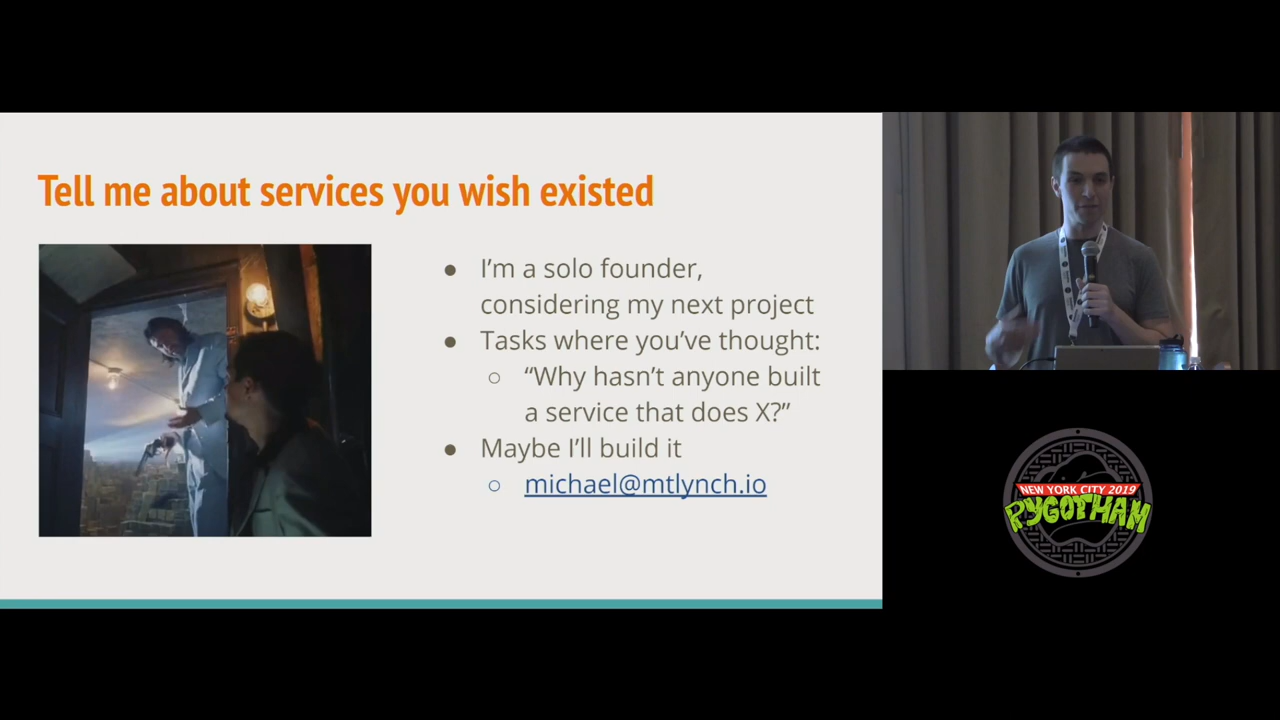 Tell me about services you wish existed
● I’m a solo founder,
considering my next project
● Tasks where you’ve thought:
○ “Why hasn’t anyone built
a service that does X?”
● Maybe I’ll build it
○ michael@mtlynch.io
NEW YORK CITY 2019
PYGOTHAM